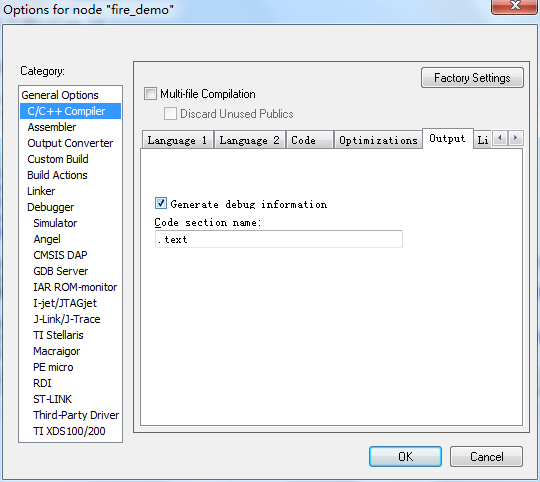 Options for node "fire_demo"
Category:
Factory Settings
General Options
C/C++ Compiler
Assembler
Output Converter
Custom Build
Build Actions
Linker
Debugger
Simulator
Angel
CMSIS DAP
GDB Server
IAR ROM-monitor
I-jet/JTAGjet
J-Link/J-Trace
TI Stellaris
Macraigor
PE micro
RDI
ST-LINK
Third-Party Driver
TI XDS100/200
Multi-file Compilation
Discard Unused Publics
Language 1 Language 2 Code Optimizations Output Li
Generate debug information
Code section name:
.text
OK Cancel